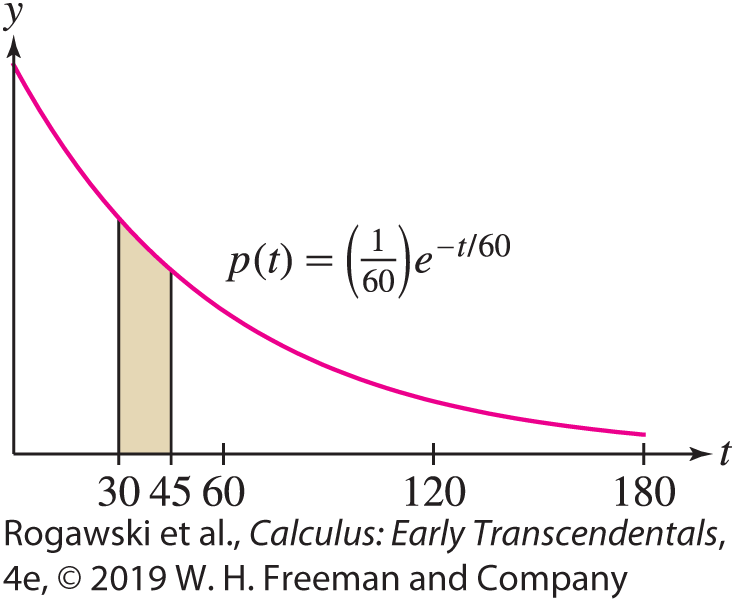 y
p(t) = (1/60)e^{-t/60}
t
30 45 60 120 180
Rogawski et al., Calculus: Early Transcendentals,
4e, © 2019 W. H. Freeman and Company